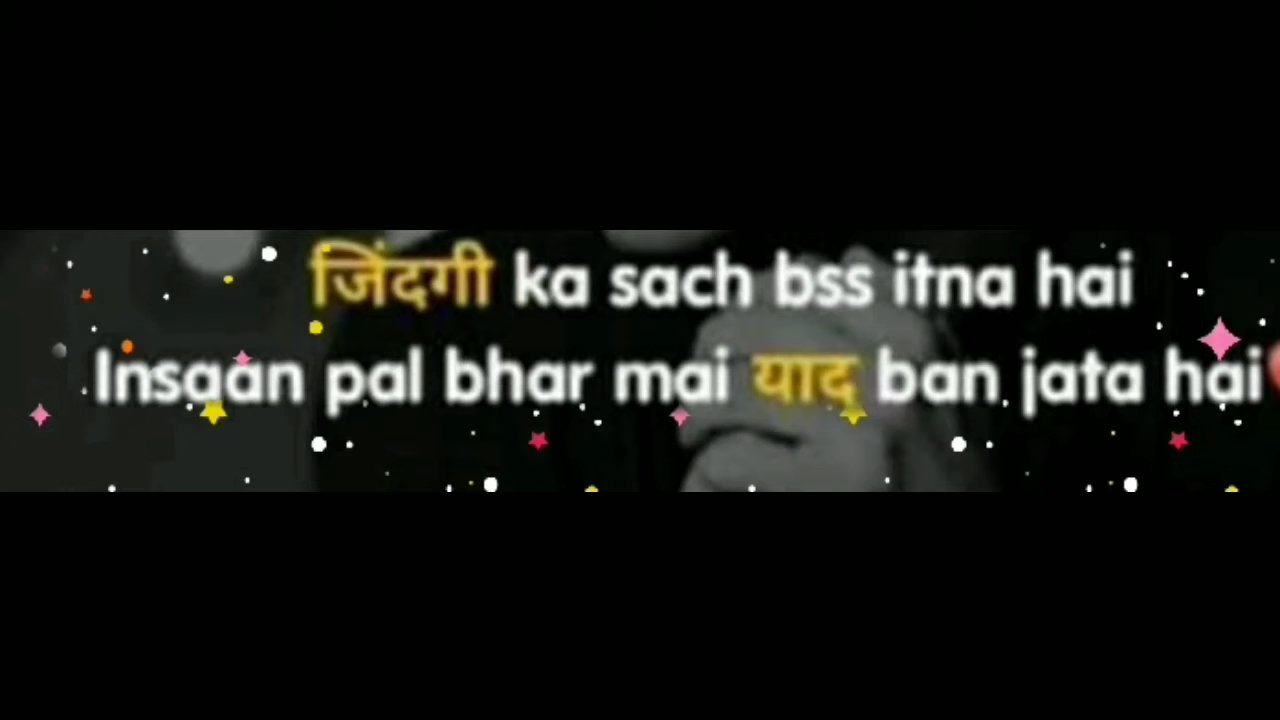 जिंदगी ka sach bss itna hai
Insaan pal bhar mai याद ban jata hai